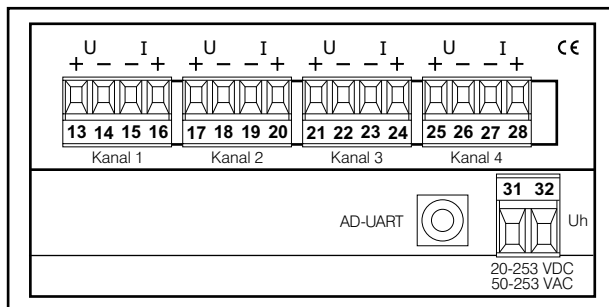 U I U I U I U I CE
+ − − + + − − + + − − + + − − +
13 14 15 16 17 18 19 20 21 22 23 24 25 26 27 28
Kanal 1 Kanal 2 Kanal 3 Kanal 4
31 32
AD-UART Uh
20-253 VDC
50-253 VAC